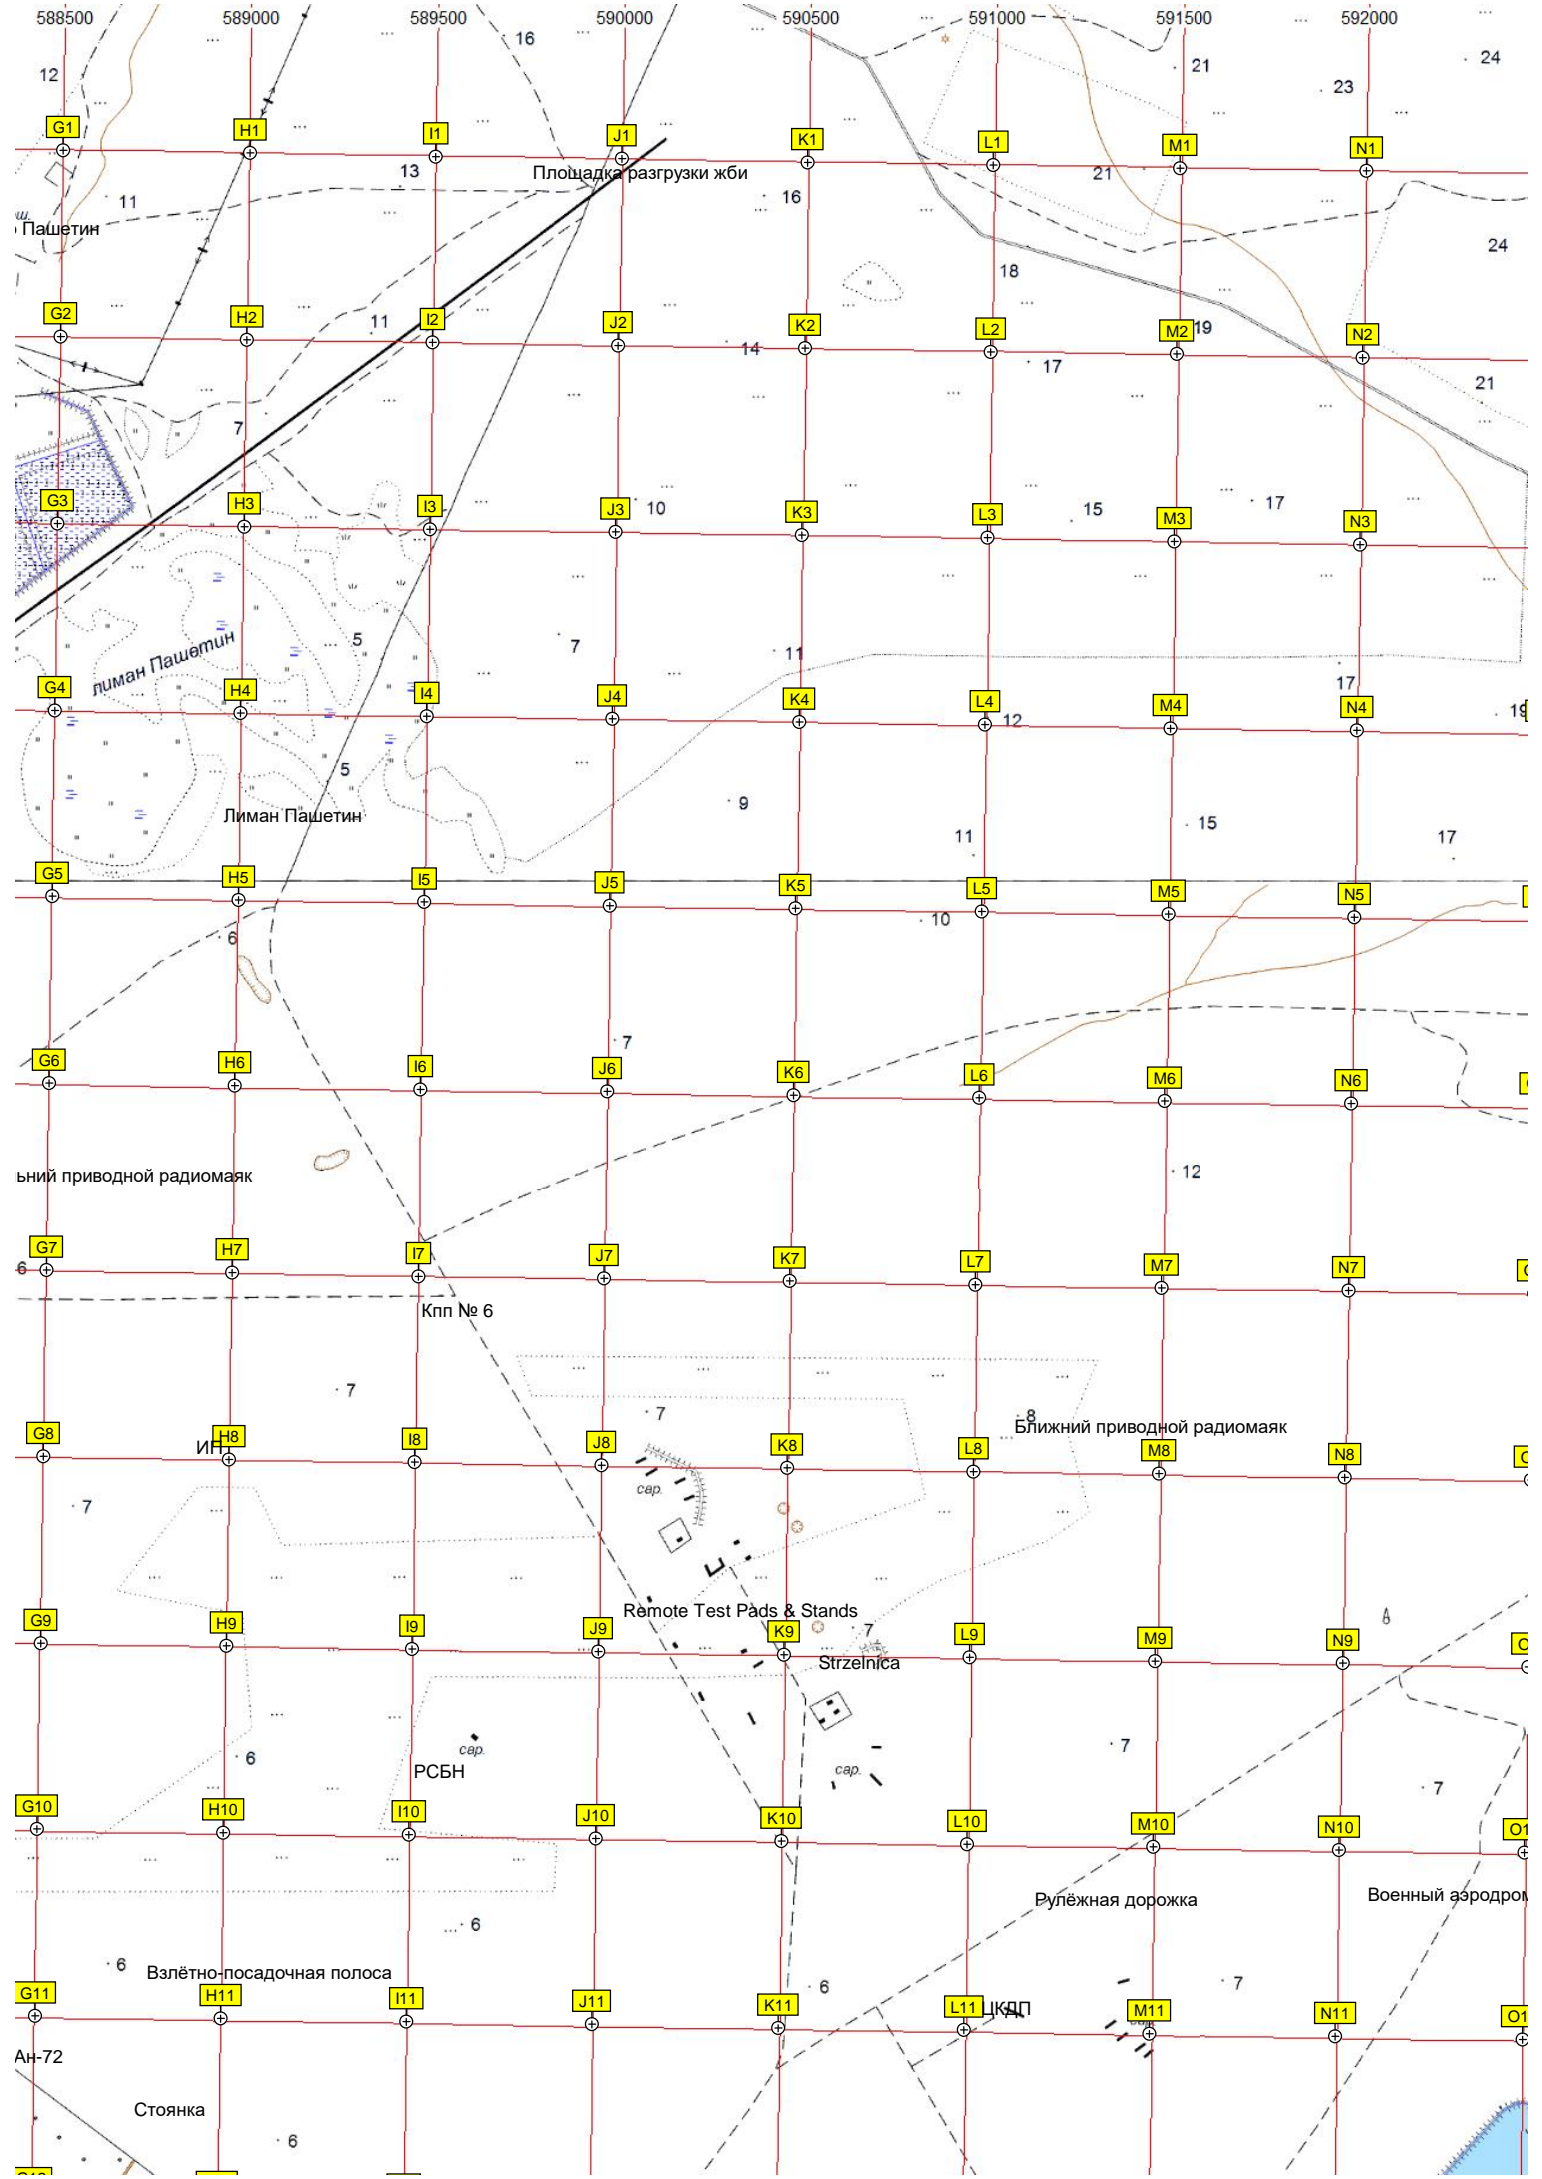 588500 589000 589500 590000 590500 591000 591500 592000
16 21 24
12 23
G1 H1 I1 J1 K1 L1 M1 N1
13 Площадка разгрузки жби 21
11 16
ш.
Пашетин 24
18
G2 H2 I2 J2 K2 L2 M2 19 N2
11 14 17
21
7
G3 H3 I3 J3 10 K3 L3 15 M3 17 N3
лиман Пашетин 5 7 11
17
G4 H4 I4 J4 K4 L4 12 M4 N4 19
5
9
Лиман Пашетин 11 15 17
G5 H5 I5 J5 K5 L5 M5 N5
6 10
7
G6 H6 I6 J6 K6 L6 M6 N6
ьний приводной радиомаяк 12
G7 H7 I7 J7 K7 L7 M7 N7
6
Кпп № 6
7 7 8
Ближний приводной радиомаяк
G8 ИП H8 I8 J8 K8 L8 M8 N8
сар.
7
Remote Test Pads & Stands
G9 H9 I9 J9 K9 7 L9 M9 N9
Strzelnica
6 сар. 7
РСБН сар. 7
G10 H10 I10 J10 K10 L10 M10 N10 O1
Рулёжная дорожка Военный аэродром
6
6 Взлётно-посадочная полоса 6 7
G11 H11 I11 J11 K11 L11 ЦКДП M11 N11 O1
Ан-72
Стоянка
6